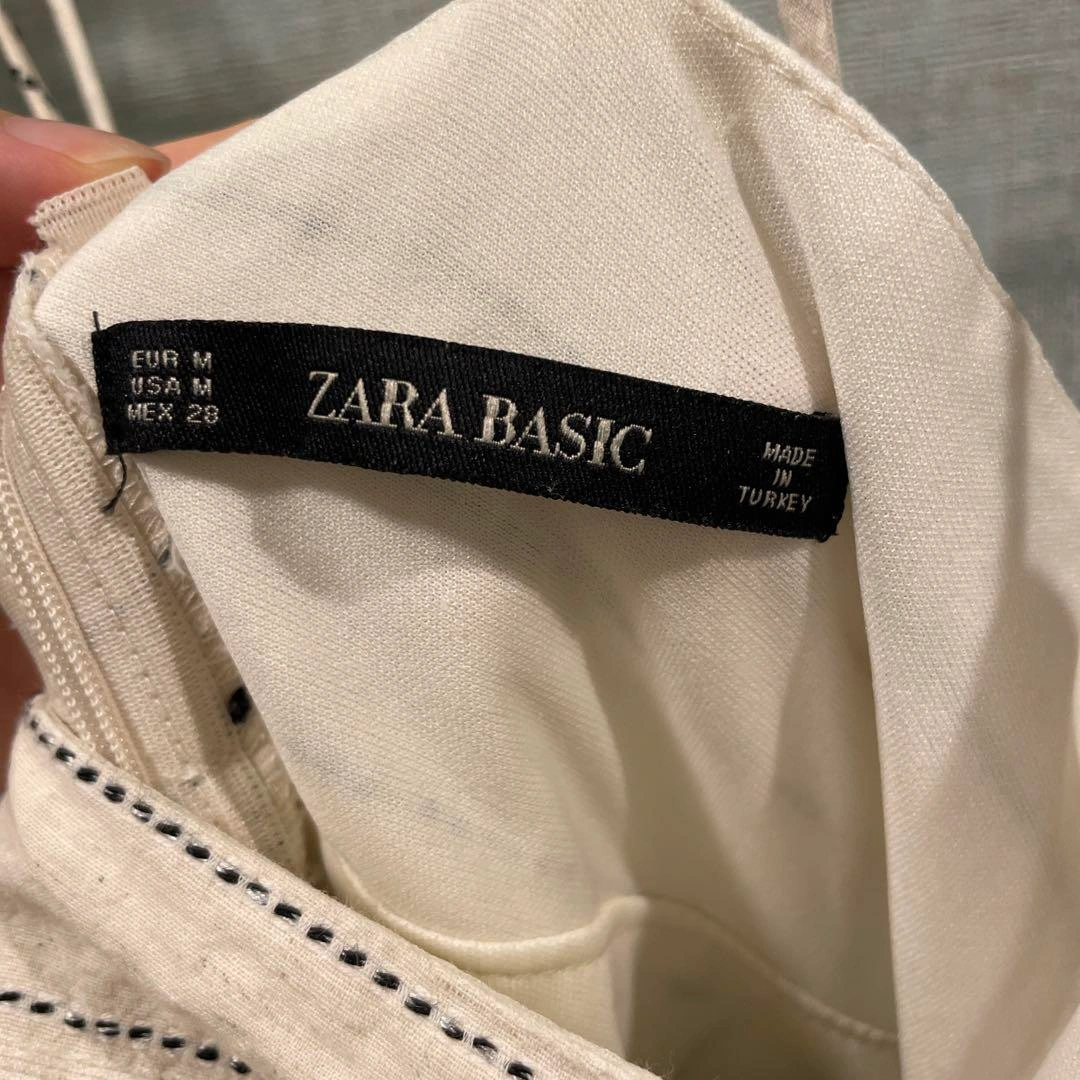 EUR M
USA M
MEX 28
ZARA BASIC
MADE
IN
TURKEY